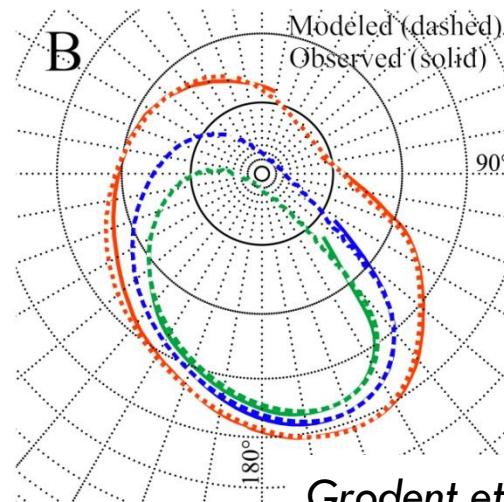 B
Modeled (dashed)
Observed (solid)
90°
180°
Grodent et